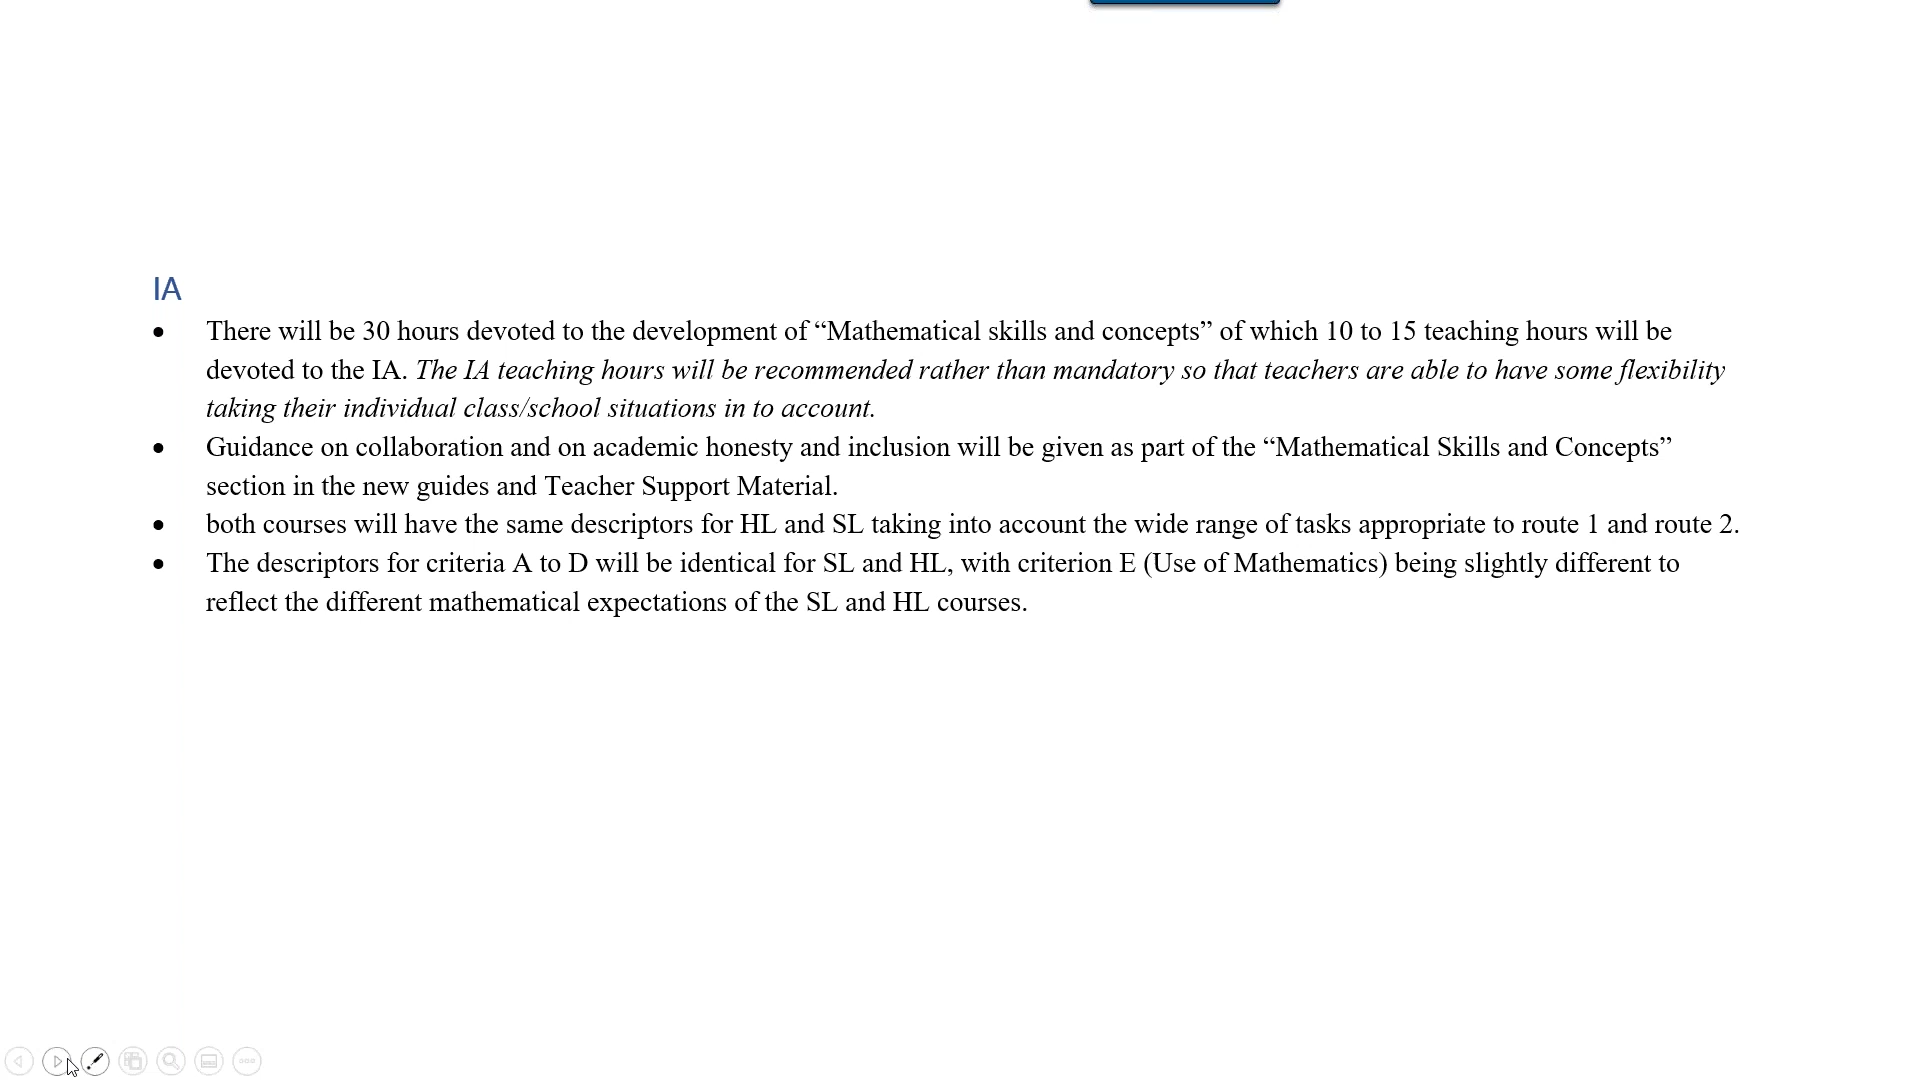 IA
• There will be 30 hours devoted to the development of “Mathematical skills and concepts” of which 10 to 15 teaching hours will be
devoted to the IA. The IA teaching hours will be recommended rather than mandatory so that teachers are able to have some flexibility
taking their individual class/school situations in to account.
• Guidance on collaboration and on academic honesty and inclusion will be given as part of the “Mathematical Skills and Concepts”
section in the new guides and Teacher Support Material.
• both courses will have the same descriptors for HL and SL taking into account the wide range of tasks appropriate to route 1 and route 2.
• The descriptors for criteria A to D will be identical for SL and HL, with criterion E (Use of Mathematics) being slightly different to
reflect the different mathematical expectations of the SL and HL courses.